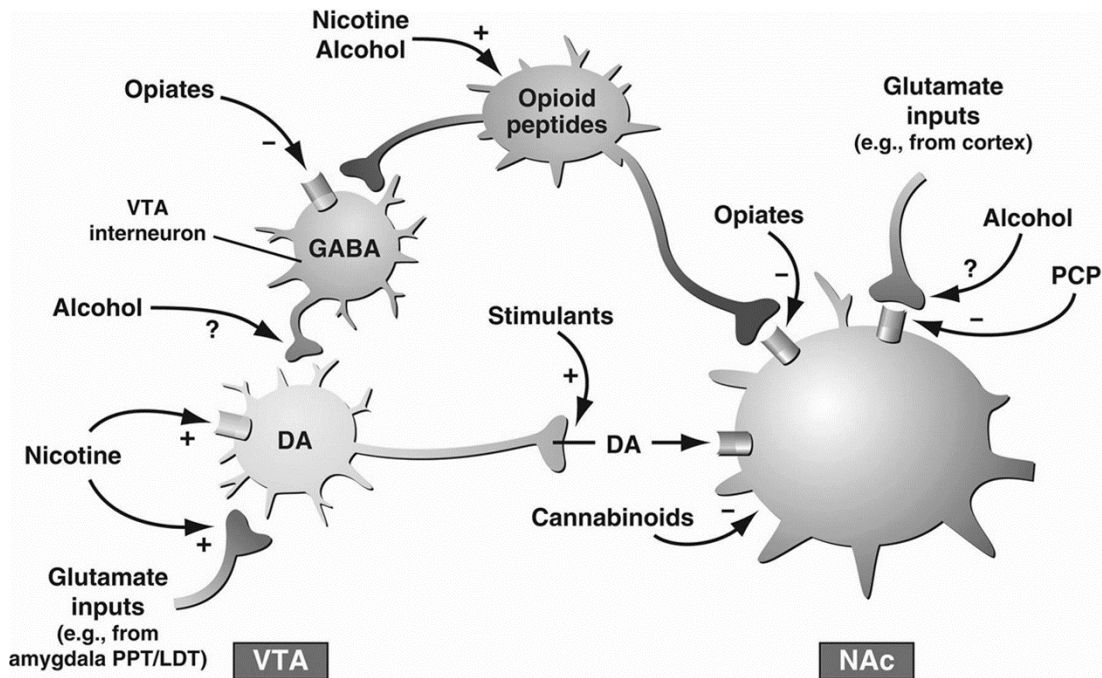 Nicotine
Alcohol
+
Opioid
peptides
Glutamate
inputs
(e.g., from cortex)
Opiates
–
VTA
interneuron
GABA
Opiates
–
Alcohol
?
PCP
–
Alcohol
?
Stimulants
+
Nicotine
+
+
DA
DA
Cannabinoids
–
Glutamate
inputs
(e.g., from
amygdala PPT/LDT)
VTA
NAc